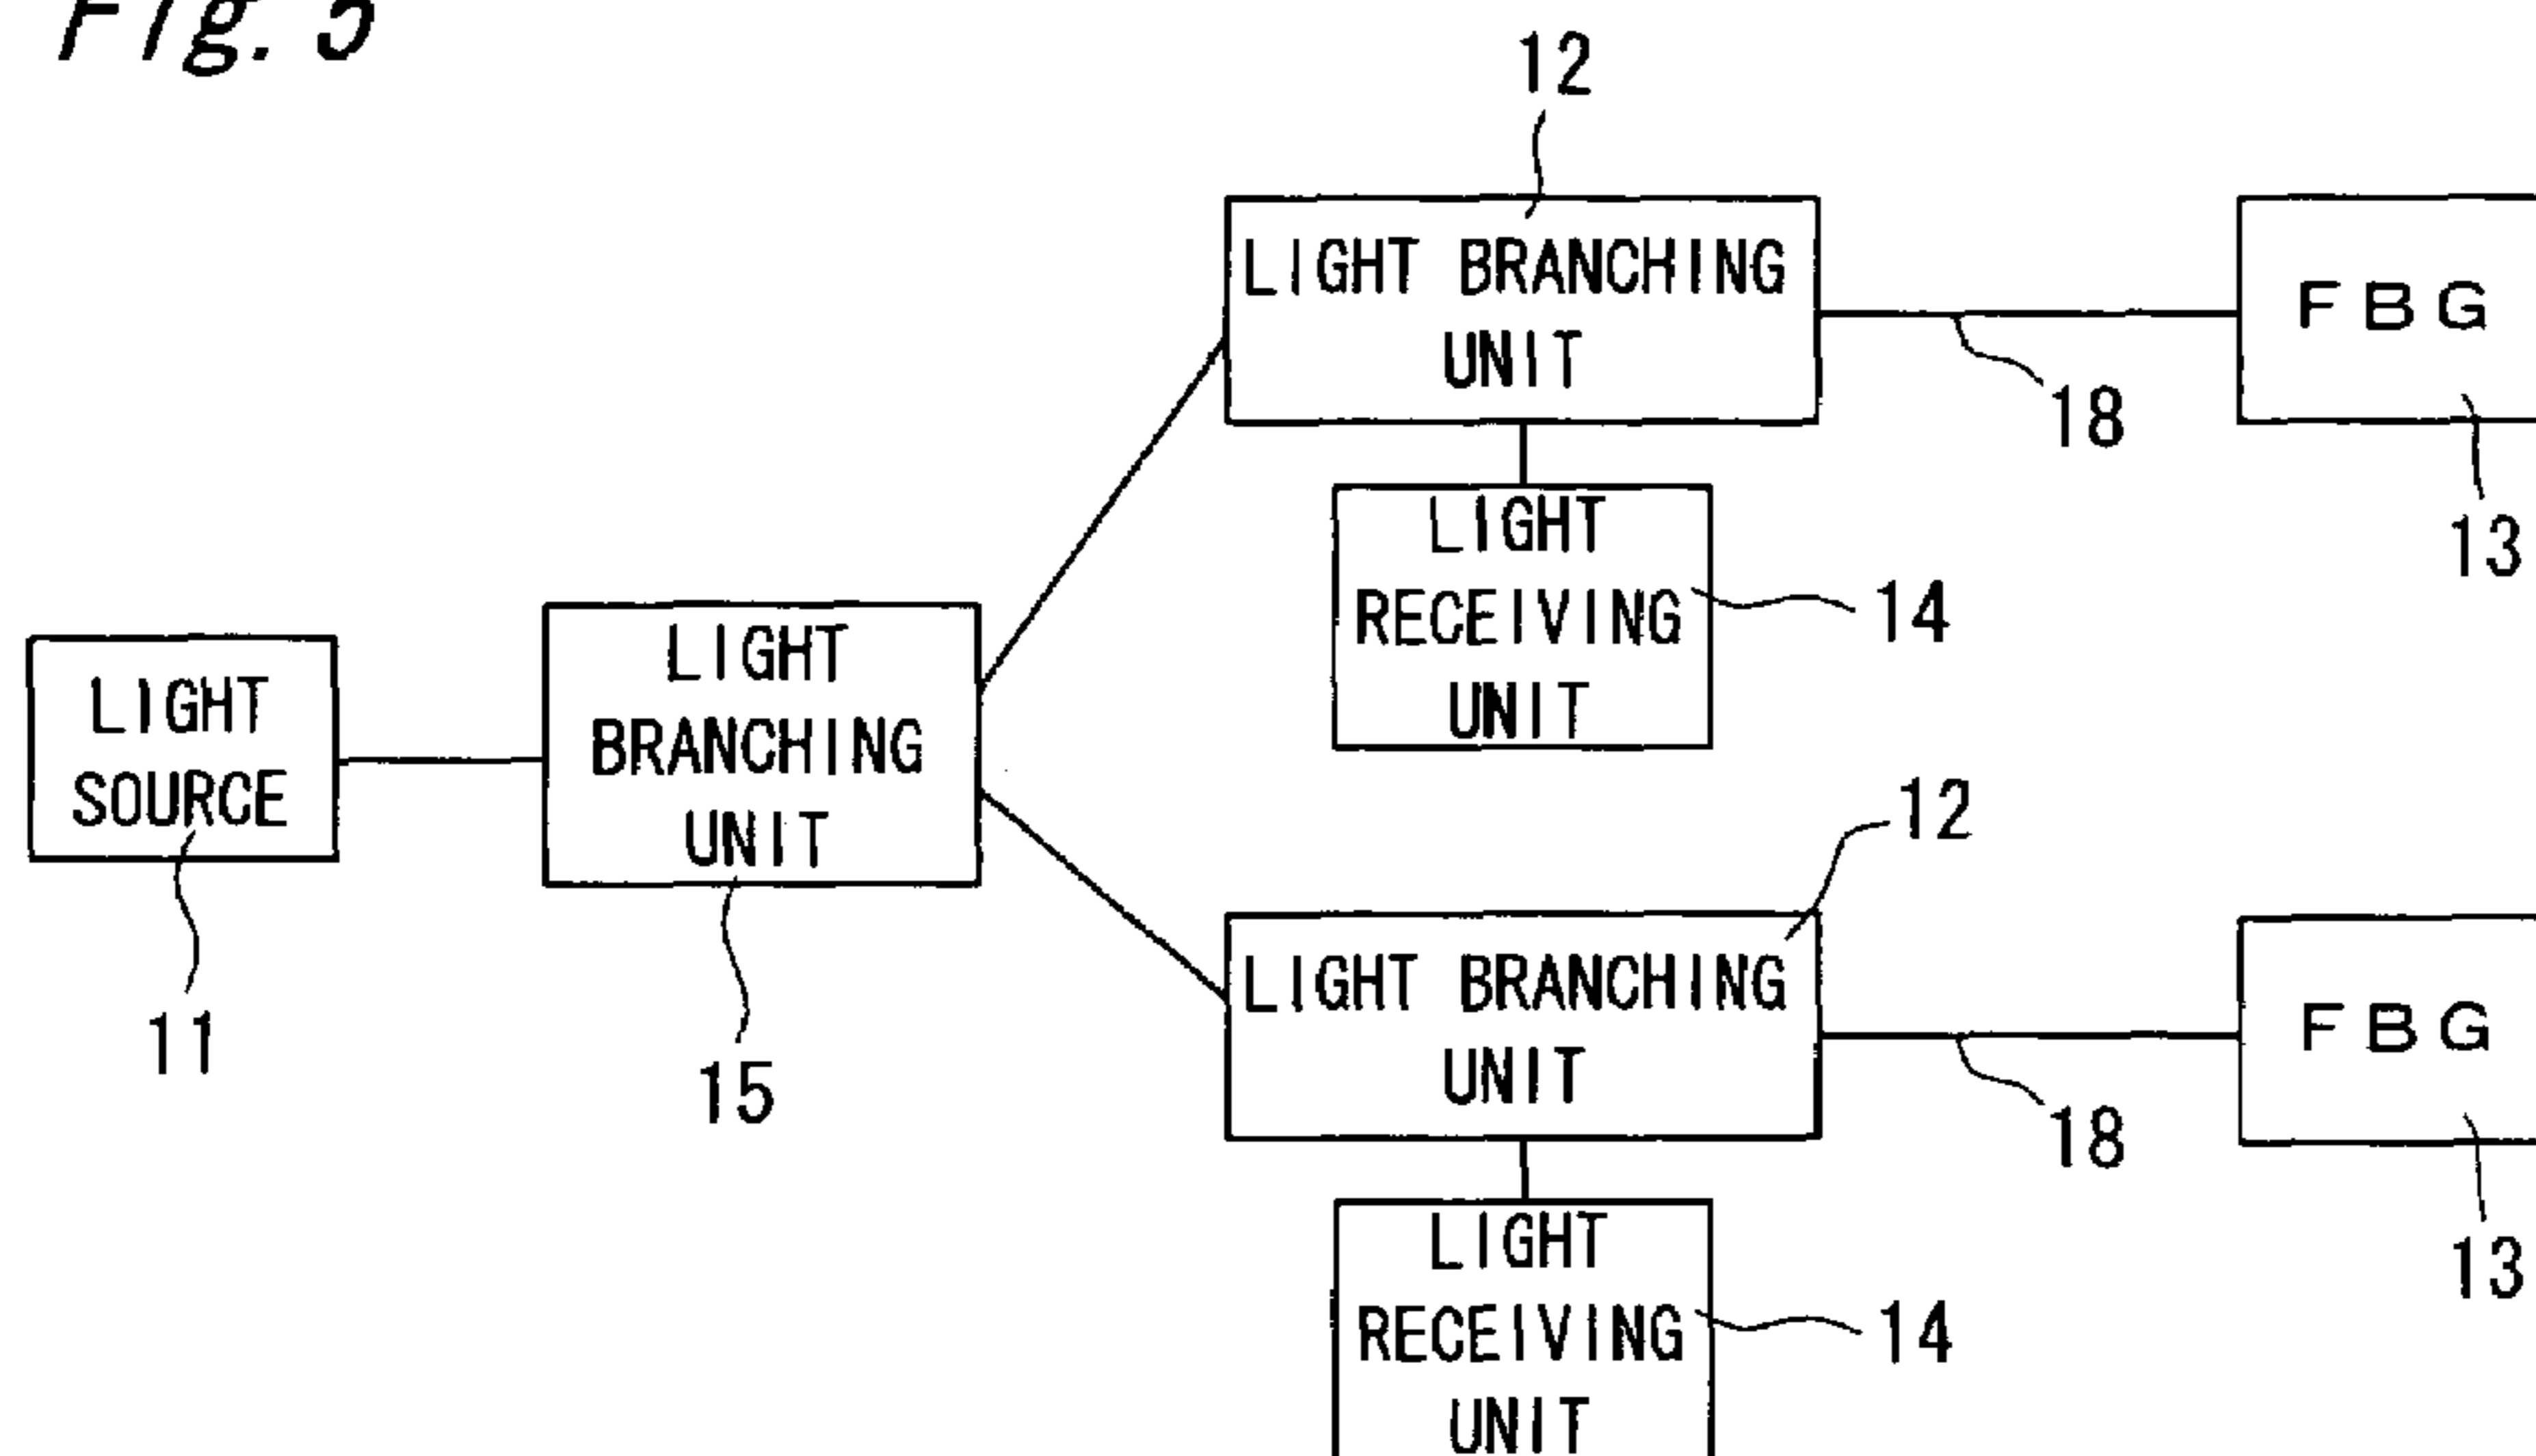 Fig. 5
12
LIGHT BRANCHING
UNIT
FBG
18
13
LIGHT
RECEIVING
UNIT
14
LIGHT
SOURCE
11
LIGHT
BRANCHING
UNIT
15
12
LIGHT BRANCHING
UNIT
FBG
18
13
LIGHT
RECEIVING
UNIT
14